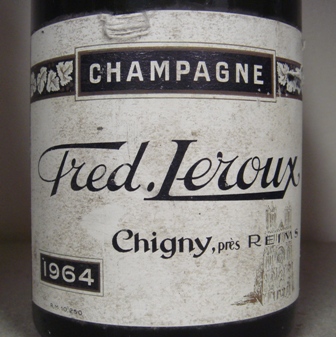 CHAMPAGNE
Fred. Leroux
Chigny, près REIMS
1964